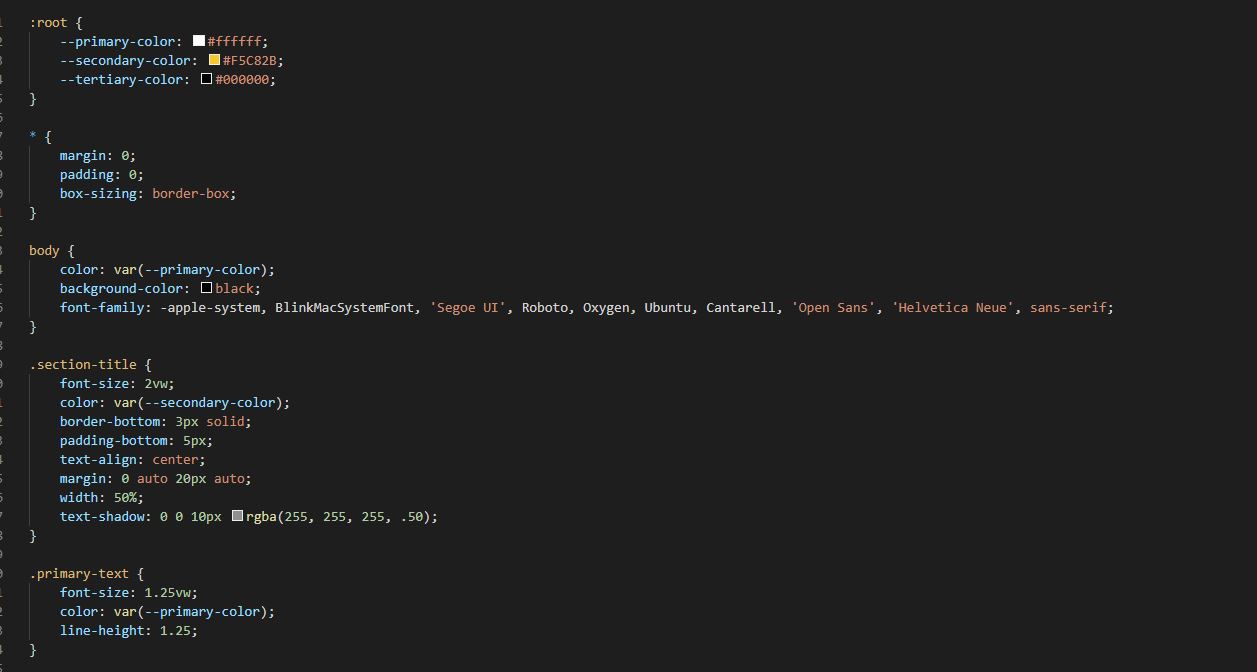 :root {
    --primary-color: #ffffff;
    --secondary-color: #F5C82B;
    --tertiary-color: #000000;
}

* {
    margin: 0;
    padding: 0;
    box-sizing: border-box;
}

body {
    color: var(--primary-color);
    background-color: black;
    font-family: -apple-system, BlinkMacSystemFont, 'Segoe UI', Roboto, Oxygen, Ubuntu, Cantarell, 'Open Sans', 'Helvetica Neue', sans-serif;
}

.section-title {
    font-size: 2vw;
    color: var(--secondary-color);
    border-bottom: 3px solid;
    padding-bottom: 5px;
    text-align: center;
    margin: 0 auto 20px auto;
    width: 50%;
    text-shadow: 0 0 10px rgba(255, 255, 255, .50);
}

.primary-text {
    font-size: 1.25vw;
    color: var(--primary-color);
    line-height: 1.25;
}